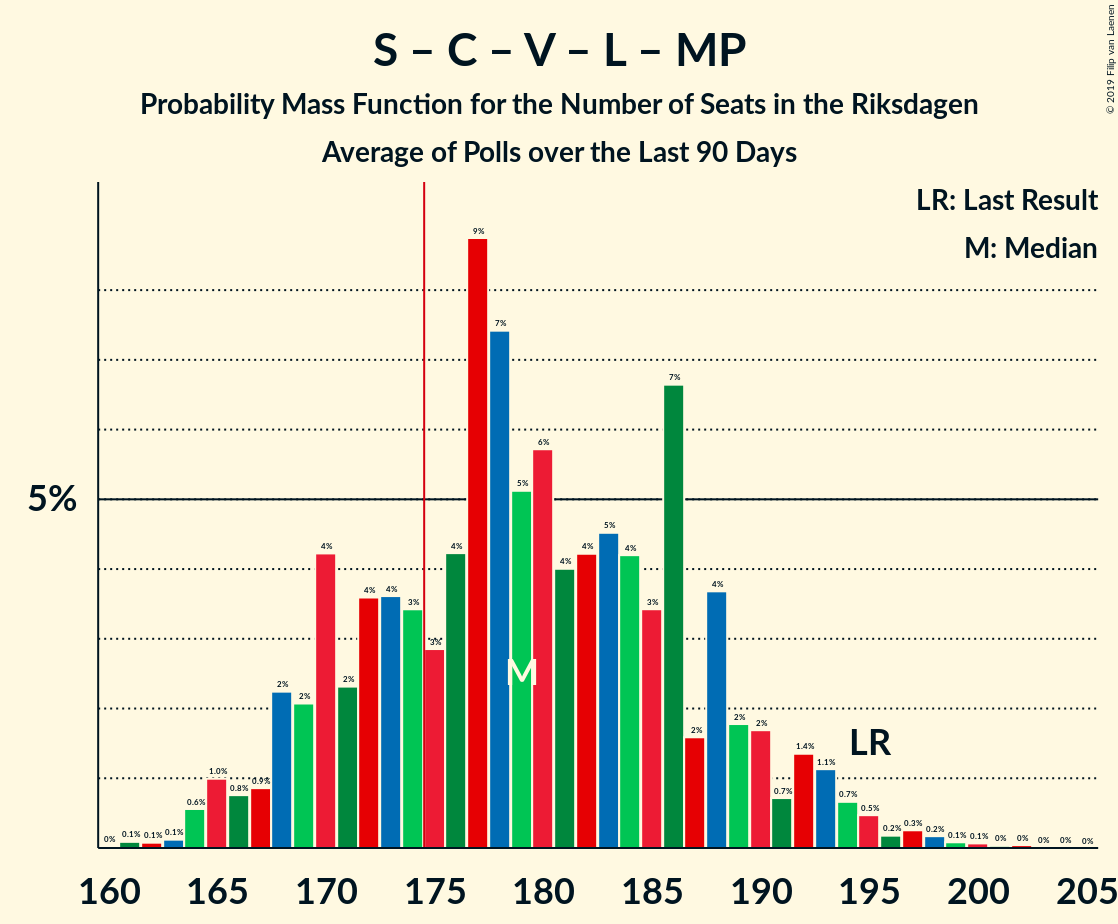 S – C – V – L – MP
Probability Mass Function for the Number of Seats in the Riksdagen
Average of Polls over the Last 90 Days
© 2019 Filip van Laenen
LR: Last Result
M: Median
5%
0% 0.1% 0.1% 0.1% 0.6% 1.0% 0.8% 0.9% 2% 2% 4% 2% 4% 4% 3% 3% 4% 9% 7% 5% 6% 4% 4% 5% 4% 3% 7% 2% 4% 2% 2% 0.7% 1.4% 1.1% 0.7% 0.5% 0.2% 0.3% 0.2% 0.1% 0.1% 0% 0% 0% 0% 0%
M
LR
160 165 170 175 180 185 190 195 200 205